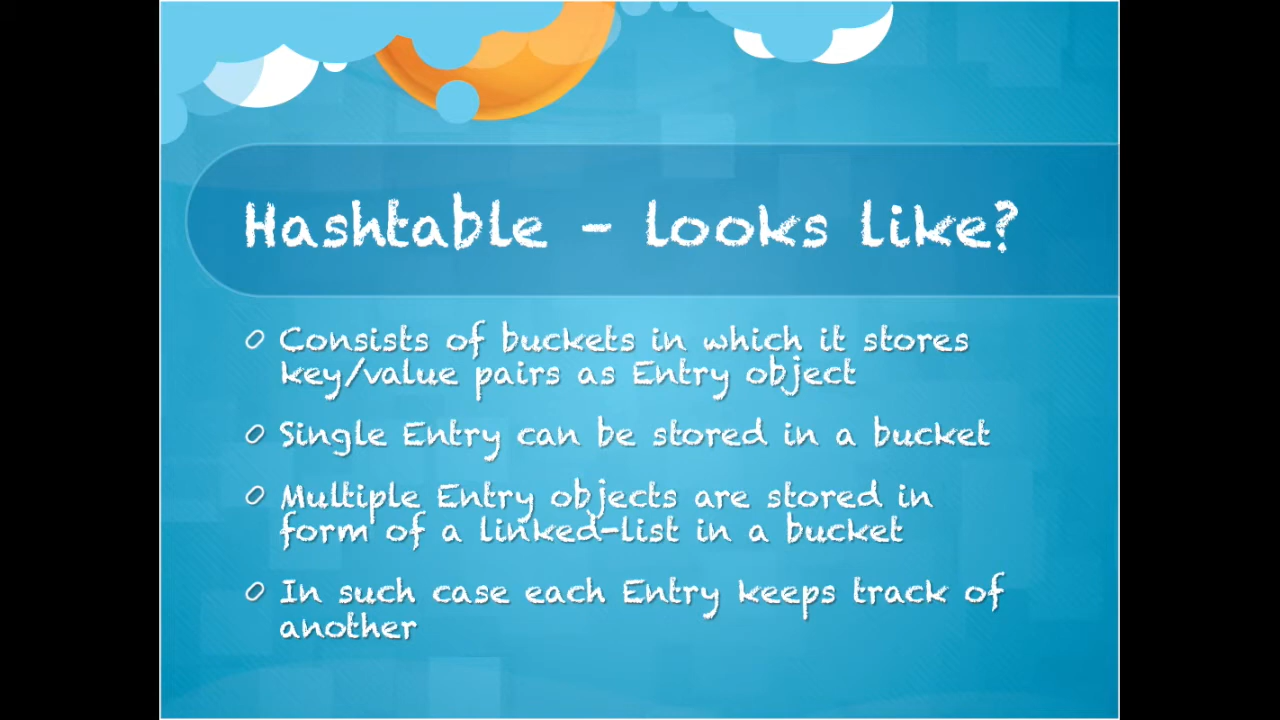 Hashtable - looks like?
Consists of buckets in which it stores
key/value pairs as Entry object
Single Entry can be stored in a bucket
Multiple Entry objects are stored in
form of a linked-list in a bucket
In such case each Entry keeps track of
another